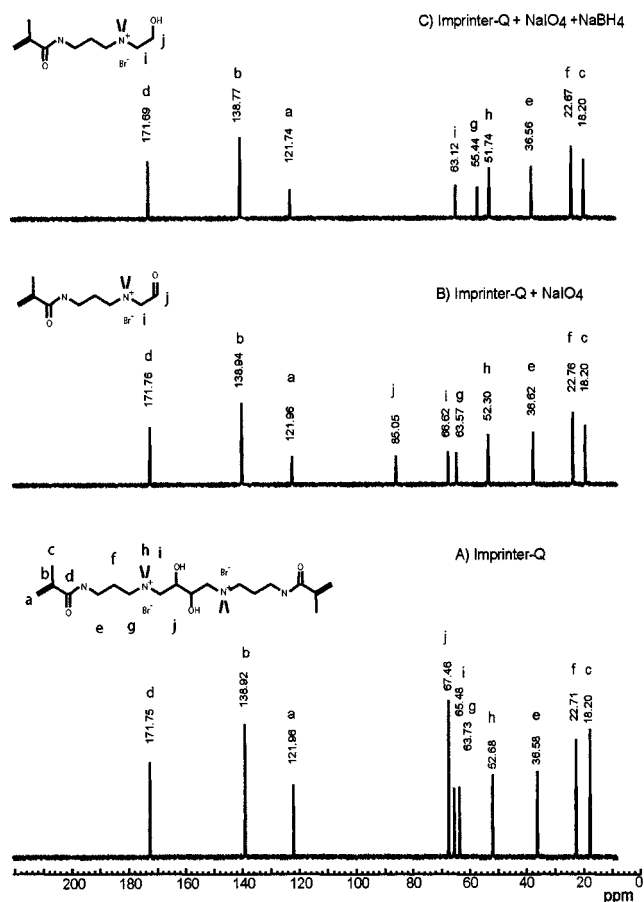 C) Imprinter-Q + NaIO4 +NaBH4
OH
N
O
N+
Br-
i
j
d
171.69
b
138.77
a
121.74
i
63.12
g
55.44
h
51.74
e
36.56
f
22.67
c
18.20
B) Imprinter-Q + NaIO4
O
N
O
N+
Br-
i
j
d
171.76
b
138.94
a
121.96
j
85.05
i
66.62
g
63.57
h
52.30
e
36.62
f
22.76
c
18.20
A) Imprinter-Q
c
f
h
i
OH
Br-
O
b
d
N
N+
N+
N
a
O
Br-
OH
e
g
j
d
171.75
b
138.92
a
121.96
j
67.46
i
65.48
g
63.73
h
52.68
e
36.58
f
22.71
c
18.20
200 180 160 140 120 100 80 60 40 20 0
ppm